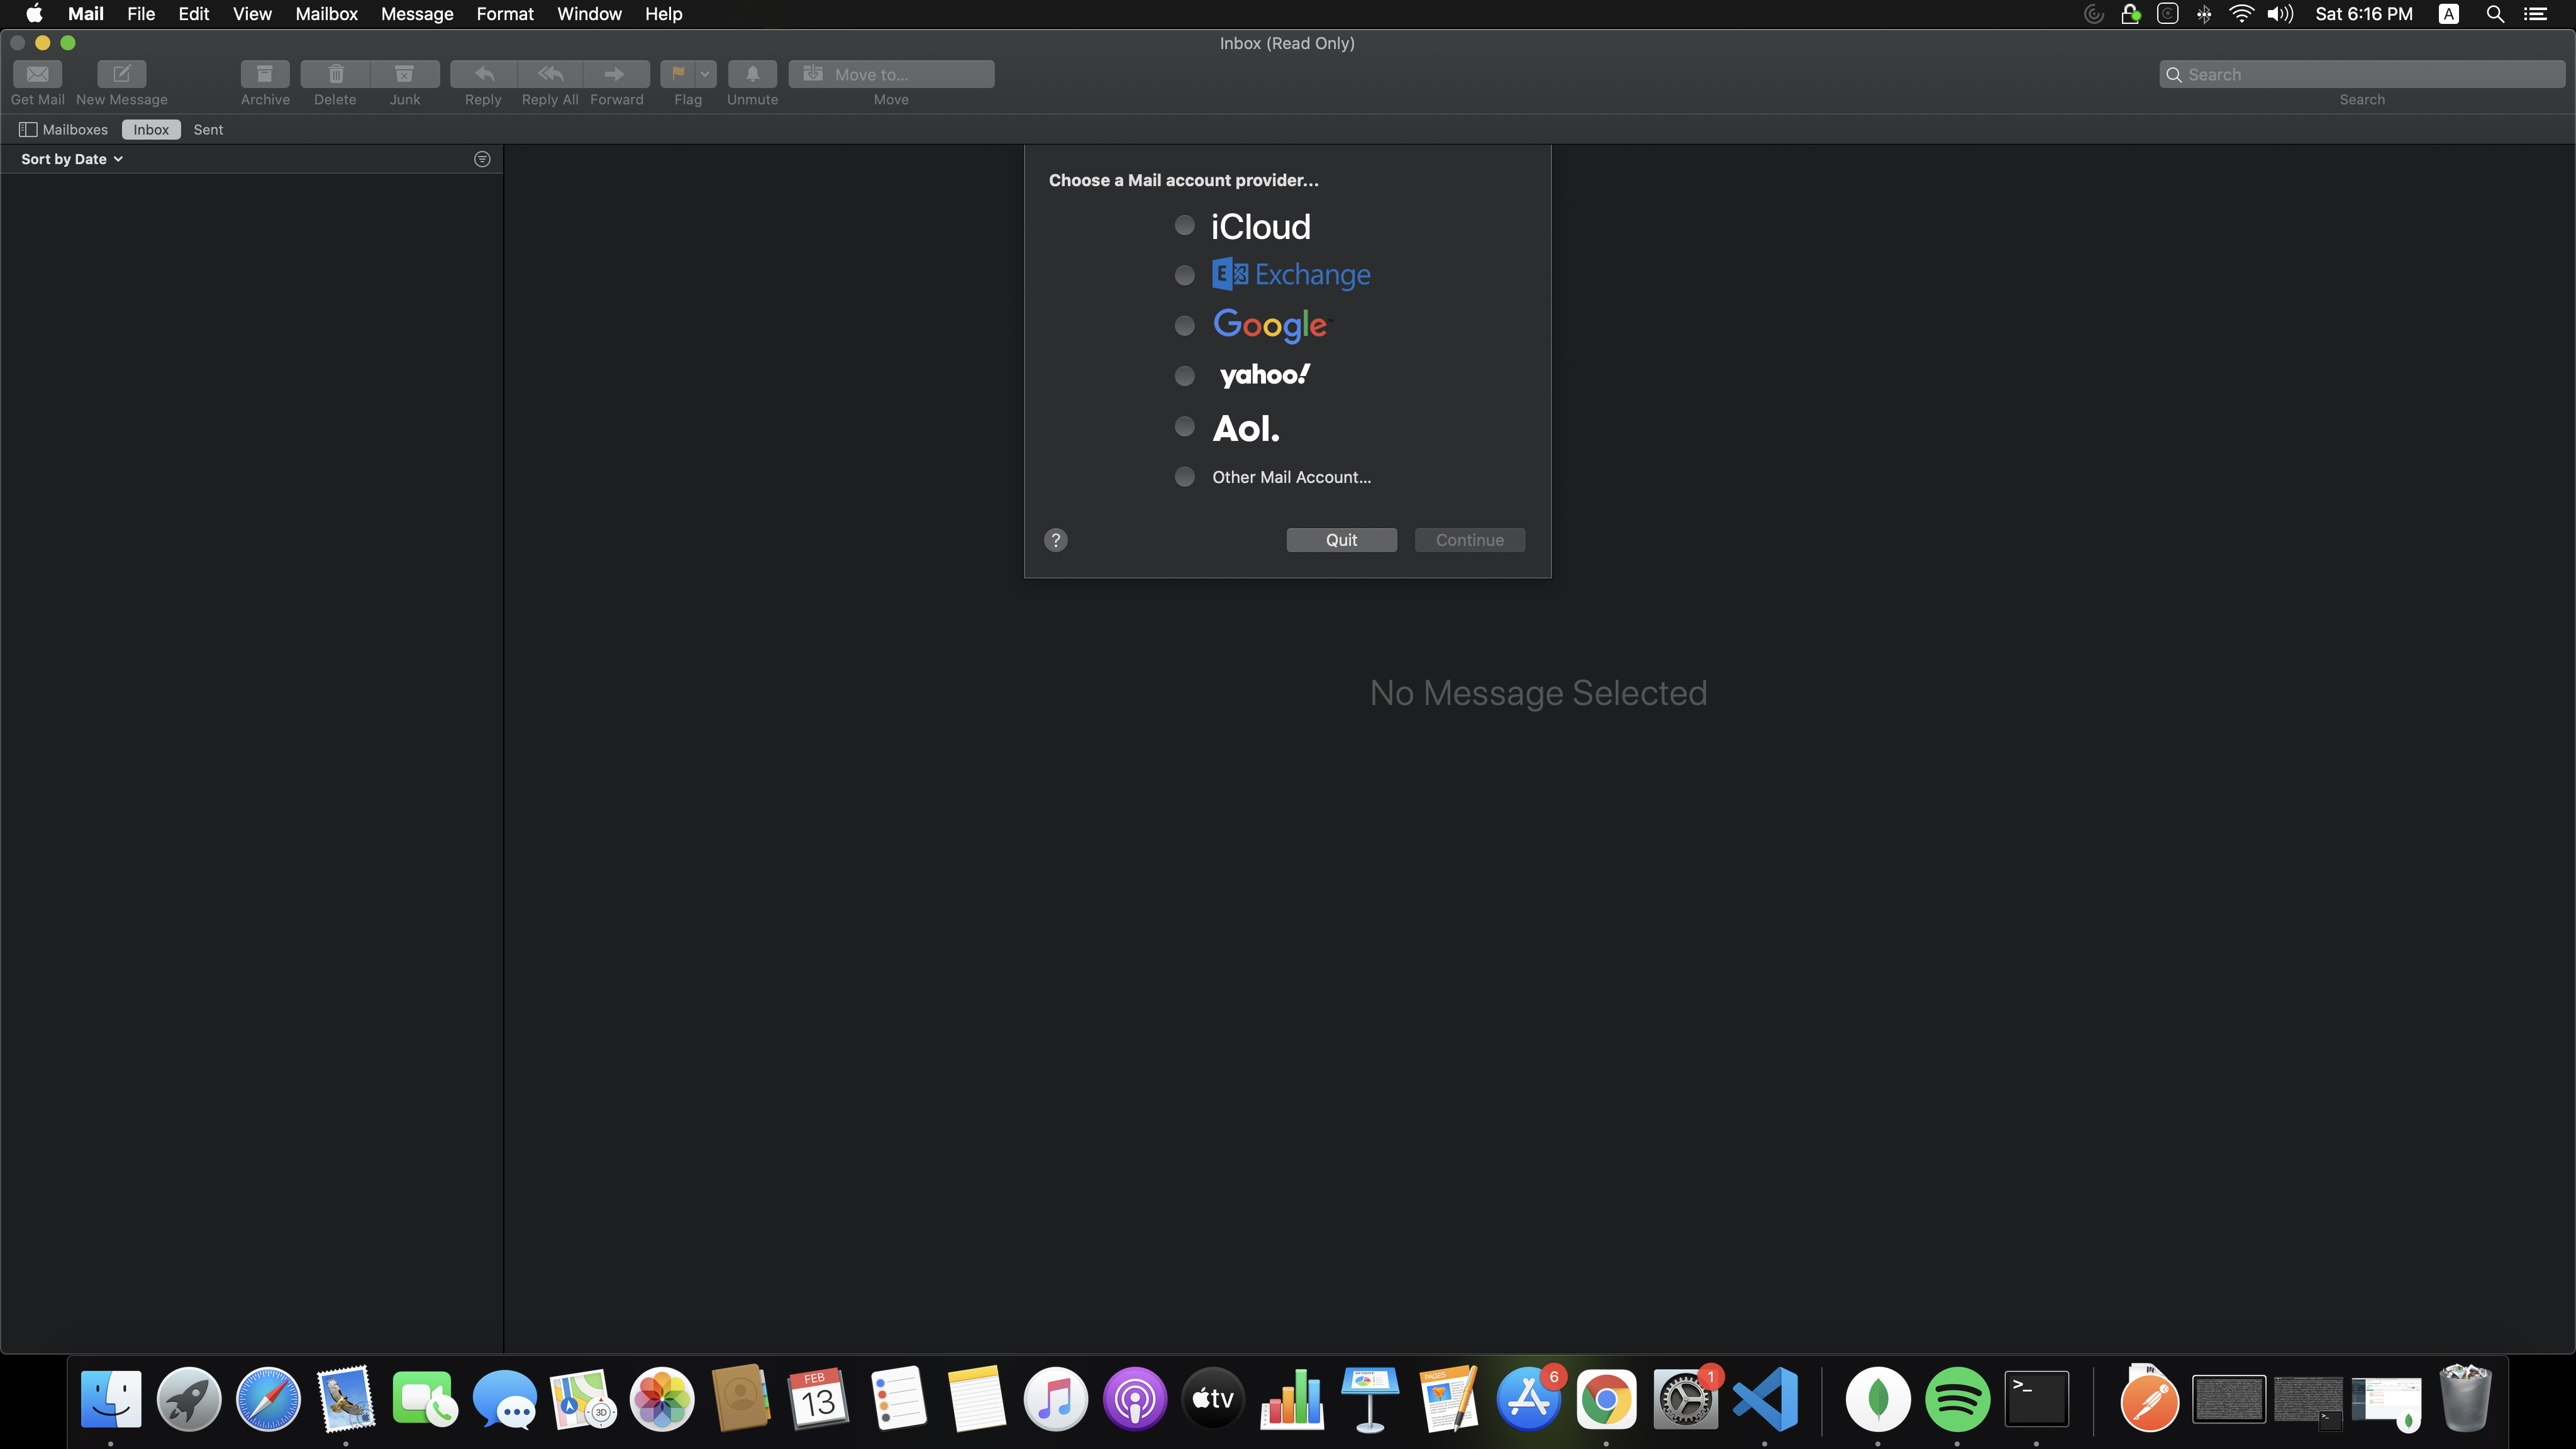 Mail File Edit View Mailbox Message Format Window Help
Sat 6:16 PM A
Inbox (Read Only)
Move to...
Search
Get Mail New Message Archive Delete Junk Reply Reply All Forward Flag Unmute Move Search
Mailboxes Inbox Sent
Sort by Date
Choose a Mail account provider...
iCloud
E Exchange
Google
yahoo!
Aol.
Other Mail Account...
? Quit Continue
No Message Selected
3D
FEB
13
tv
PAGES
6
1
>_